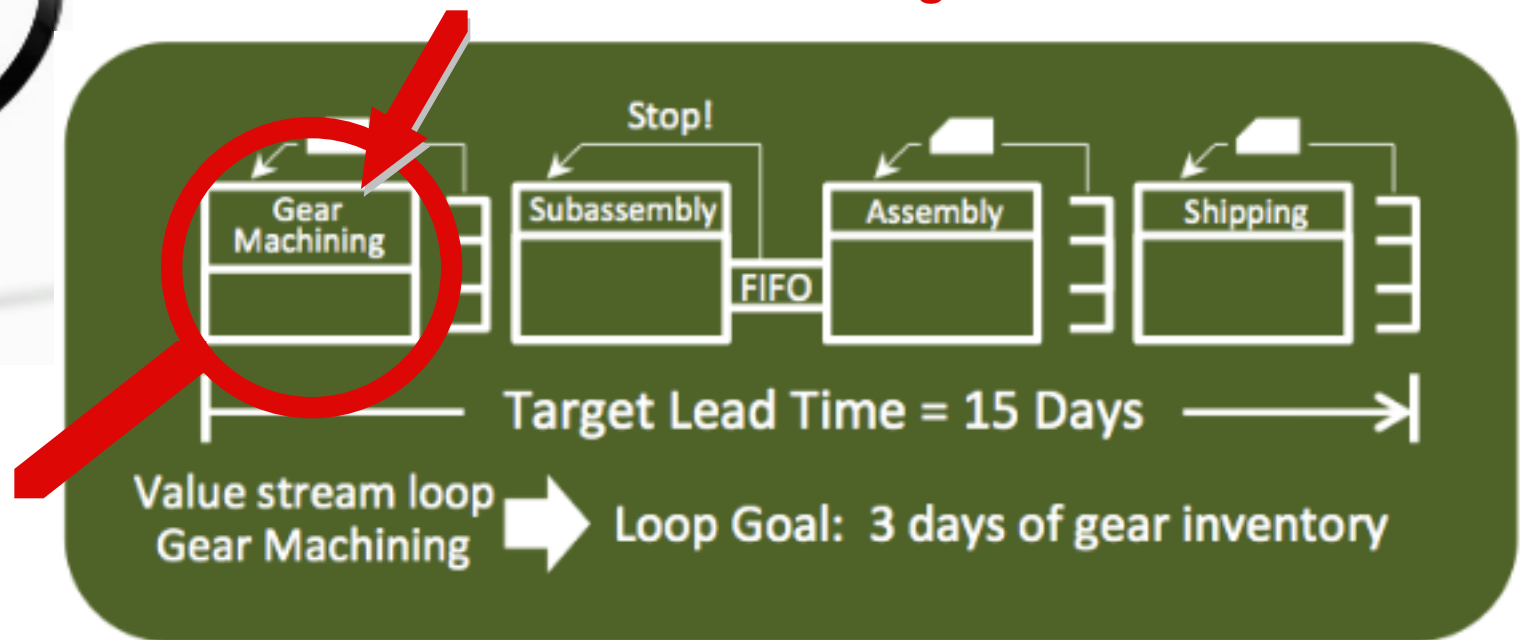 Stop!
Gear
Machining
Subassembly
Assembly
Shipping
FIFO
Target Lead Time = 15 Days
Value stream loop
Gear Machining
Loop Goal: 3 days of gear inventory